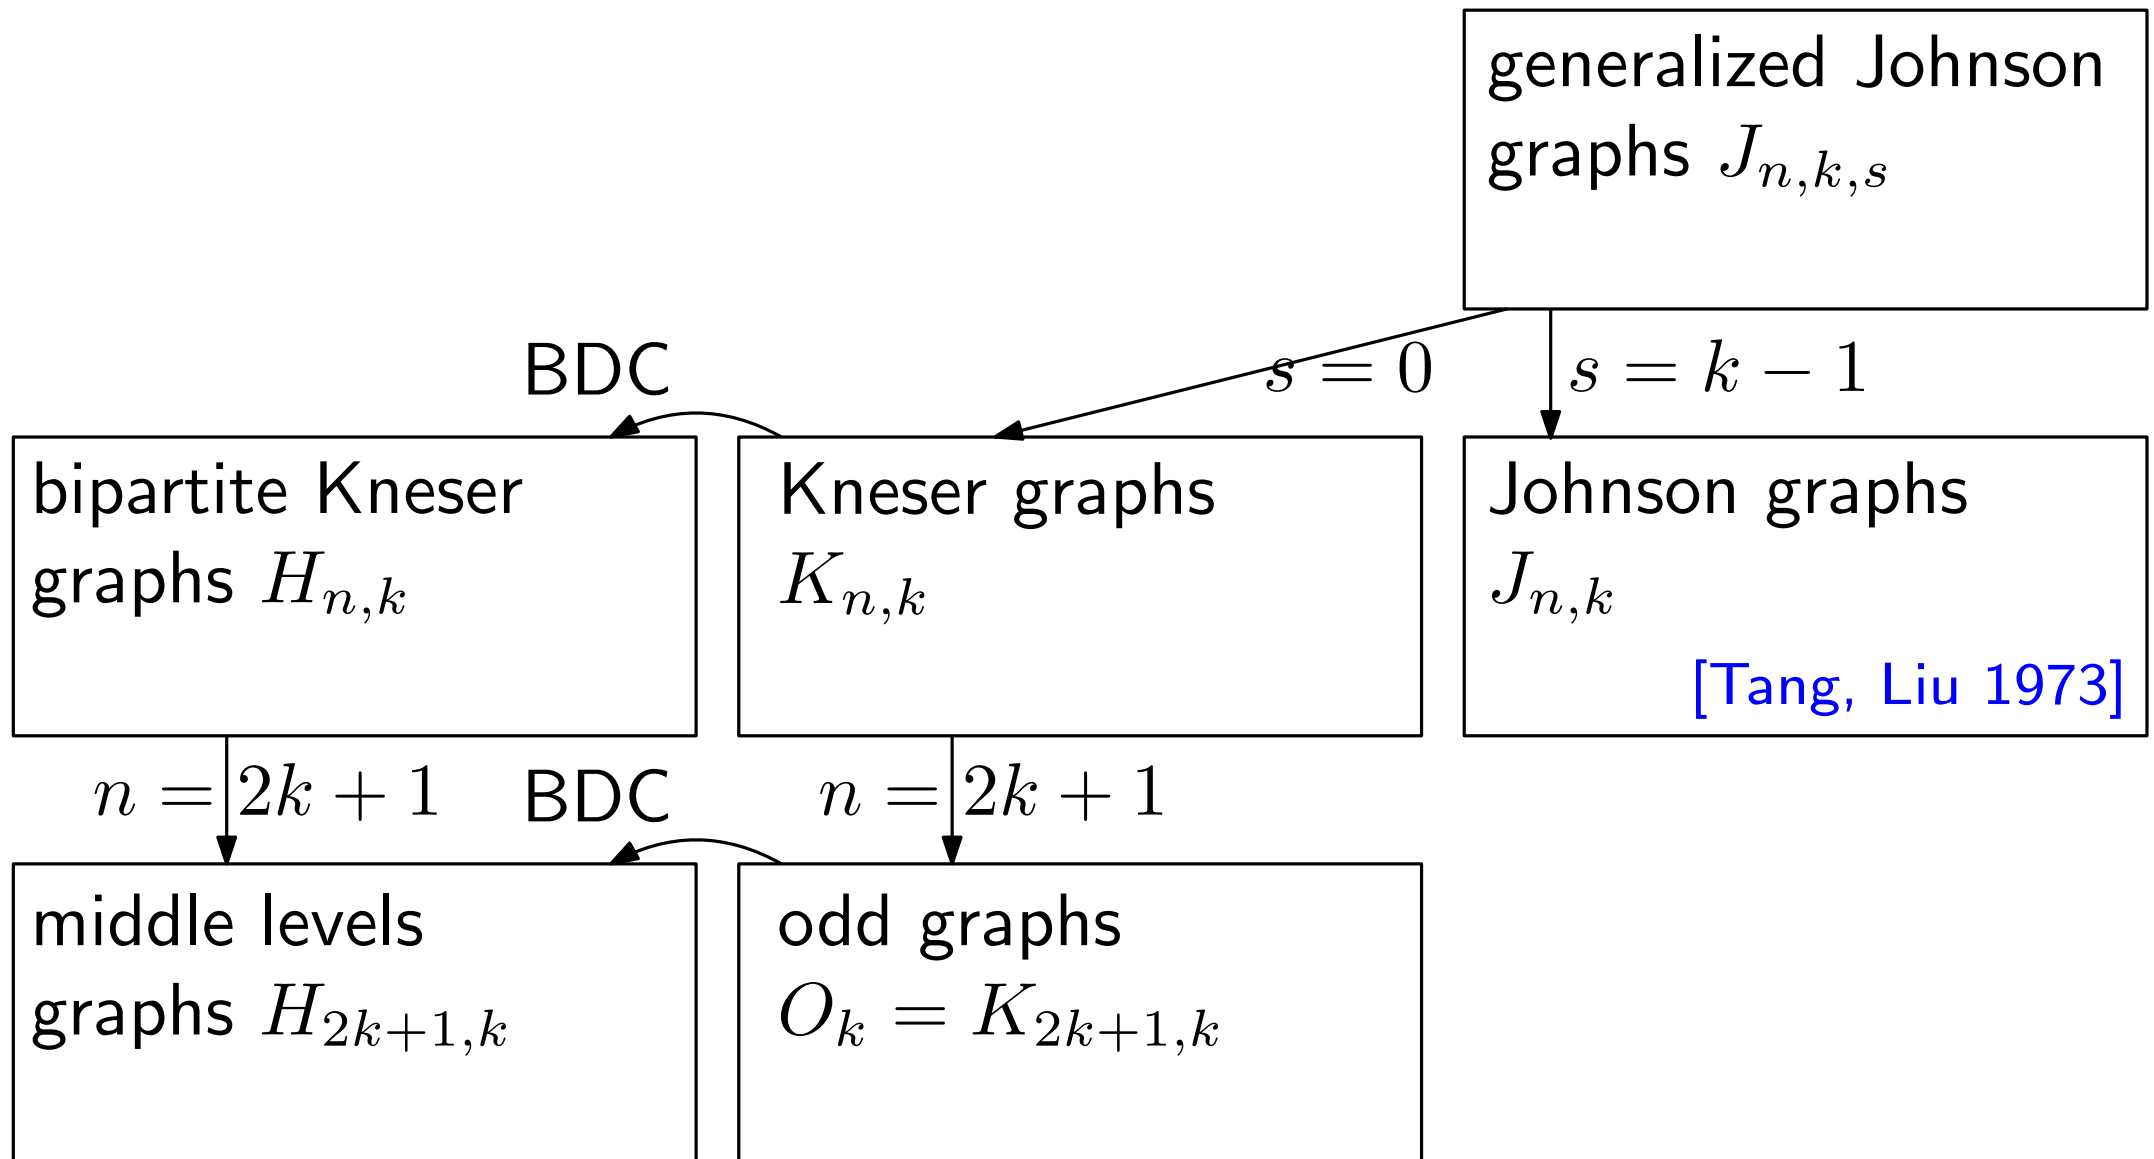 generalized Johnson
graphs J_{n,k,s}
s = 0
s = k − 1
BDC
bipartite Kneser
graphs H_{n,k}
Kneser graphs
K_{n,k}
Johnson graphs
J_{n,k}
[Tang, Liu 1973]
n = 2k + 1
BDC
n = 2k + 1
middle levels
graphs H_{2k+1,k}
odd graphs
O_k = K_{2k+1,k}